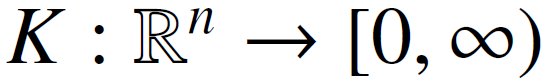 K : ℝⁿ → [0, ∞)